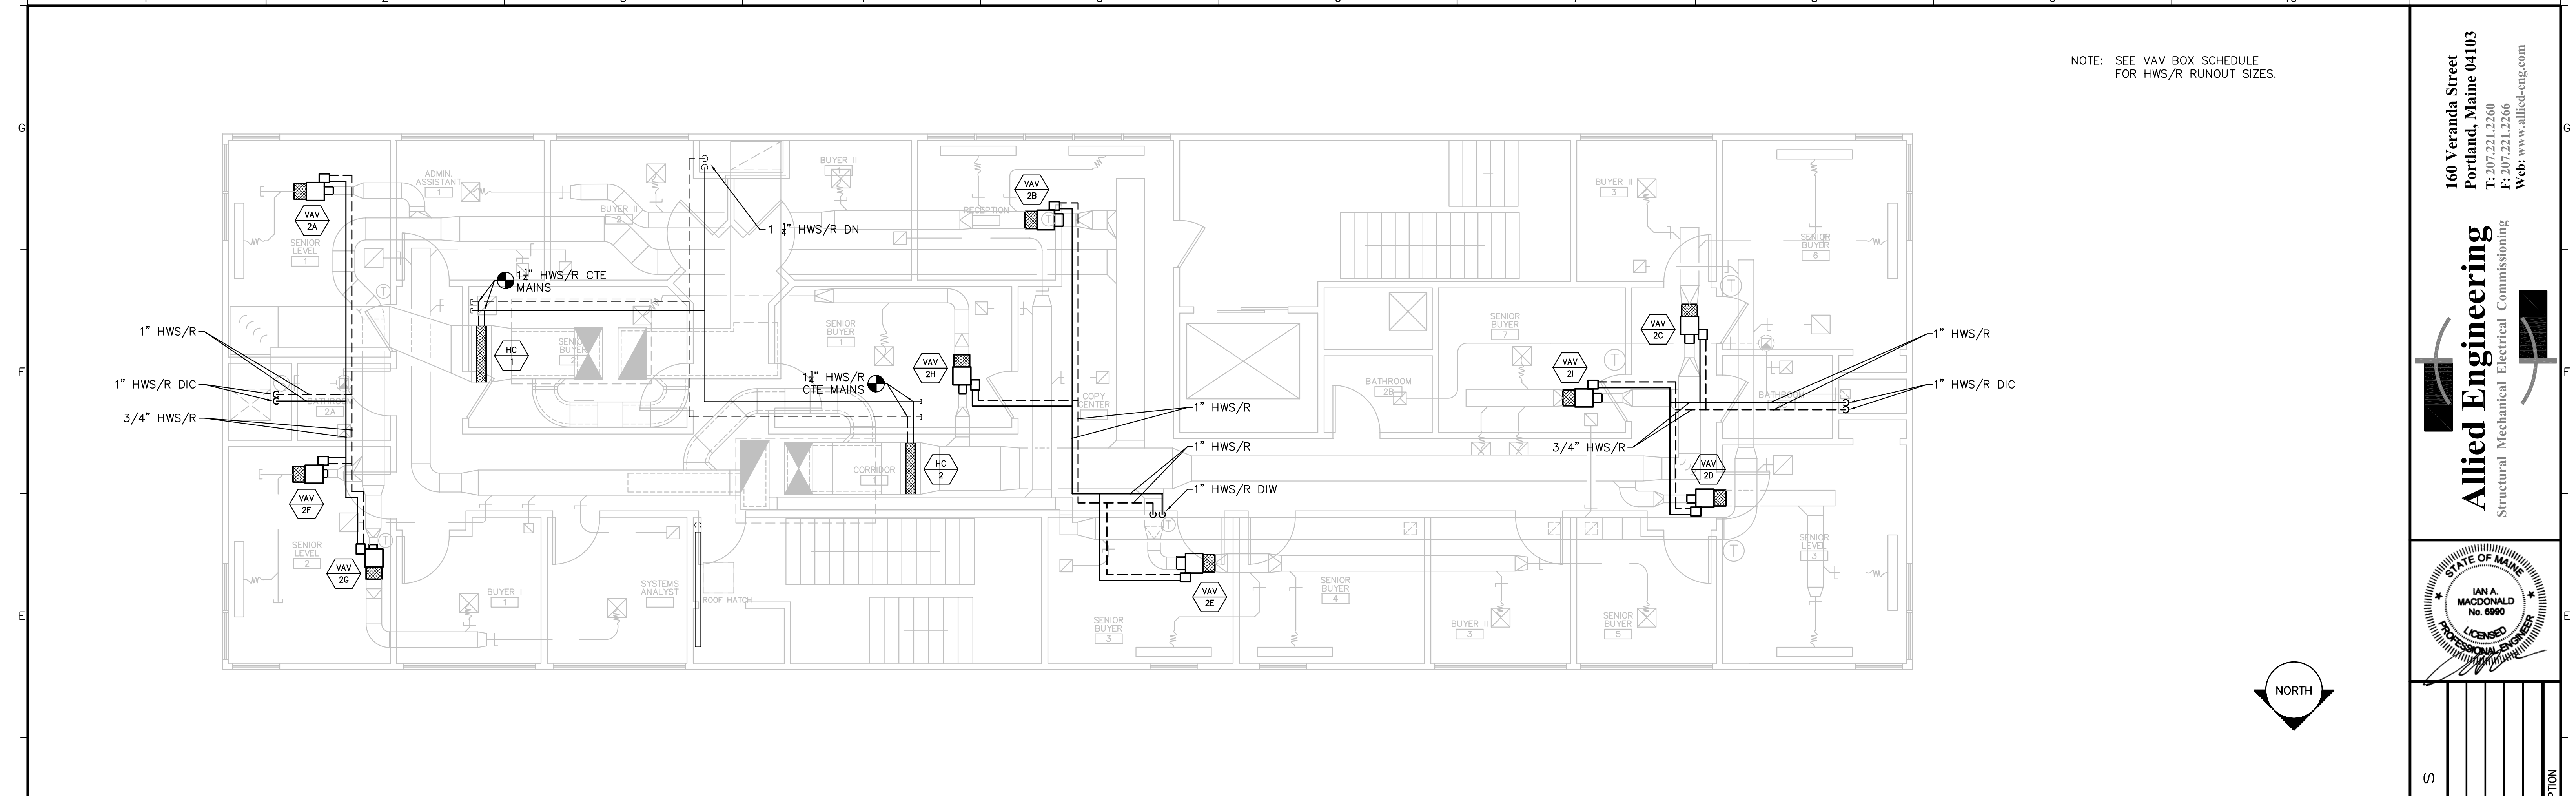 NOTE: SEE VAV BOX SCHEDULE
FOR HWS/R RUNOUT SIZES.
G
G
F
F
E
E
VAV
2A
SENIOR
LEVEL
1
ADMIN.
ASSISTANT
1
BUYER II
2
1 1/4" HWS/R DN
BUYER II
1
VAV
2B
RECEPTION
T
BUYER II
3
SENIOR
BUYER
6
T
T
1 1/4" HWS/R CTE
MAINS
1" HWS/R
1" HWS/R DIC
3/4" HWS/R
BATHROOM
2A
HC
1
SENIOR
BUYER
2
SENIOR
BUYER
1
VAV
2H
1 1/4" HWS/R
CTE MAINS
COPY
CENTER
1" HWS/R
1" HWS/R
1" HWS/R DIW
SENIOR
BUYER
7
T
VAV
2I
VAV
2C
BATHROOM
2B
BATHROOM
1" HWS/R
1" HWS/R DIC
3/4" HWS/R
VAV
2D
HC
2
CORRIDOR
1
VAV
2F
SENIOR
LEVEL
2
T
VAV
2G
BUYER I
1
SYSTEMS
ANALYST
ROOF HATCH
T
VAV
2E
SENIOR
BUYER
3
SENIOR
BUYER
4
BUYER II
3
SENIOR
BUYER
5
T
SENIOR
LEVEL
3
NORTH
160 Veranda Street
Portland, Maine 04103
T: 207.221.2260
F: 207.221.2266
Web: www.allied-eng.com
Allied Engineering
Structural Mechanical Electrical Commissioning
STATE OF MAINE
IAN A.
MACDONALD
No. 6990
LICENSED
PROFESSIONAL ENGINEER